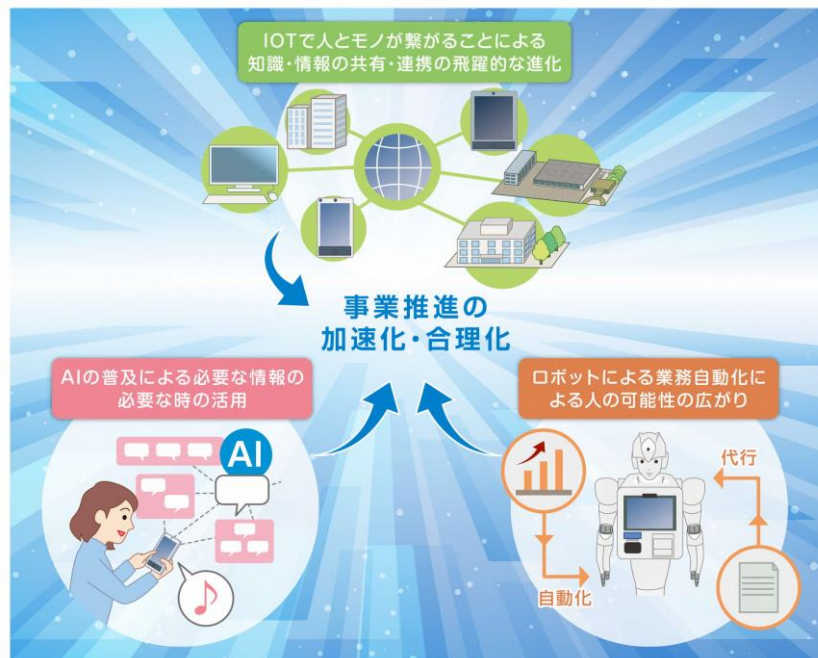 IOTで人とモノが繋がることによる
知識・情報の共有・連携の飛躍的な進化
事業推進の
加速化・合理化
AIの普及による必要な情報の
必要な時の活用
AI
ロボットによる業務自動化に
よる人の可能性の広がり
代行
自動化